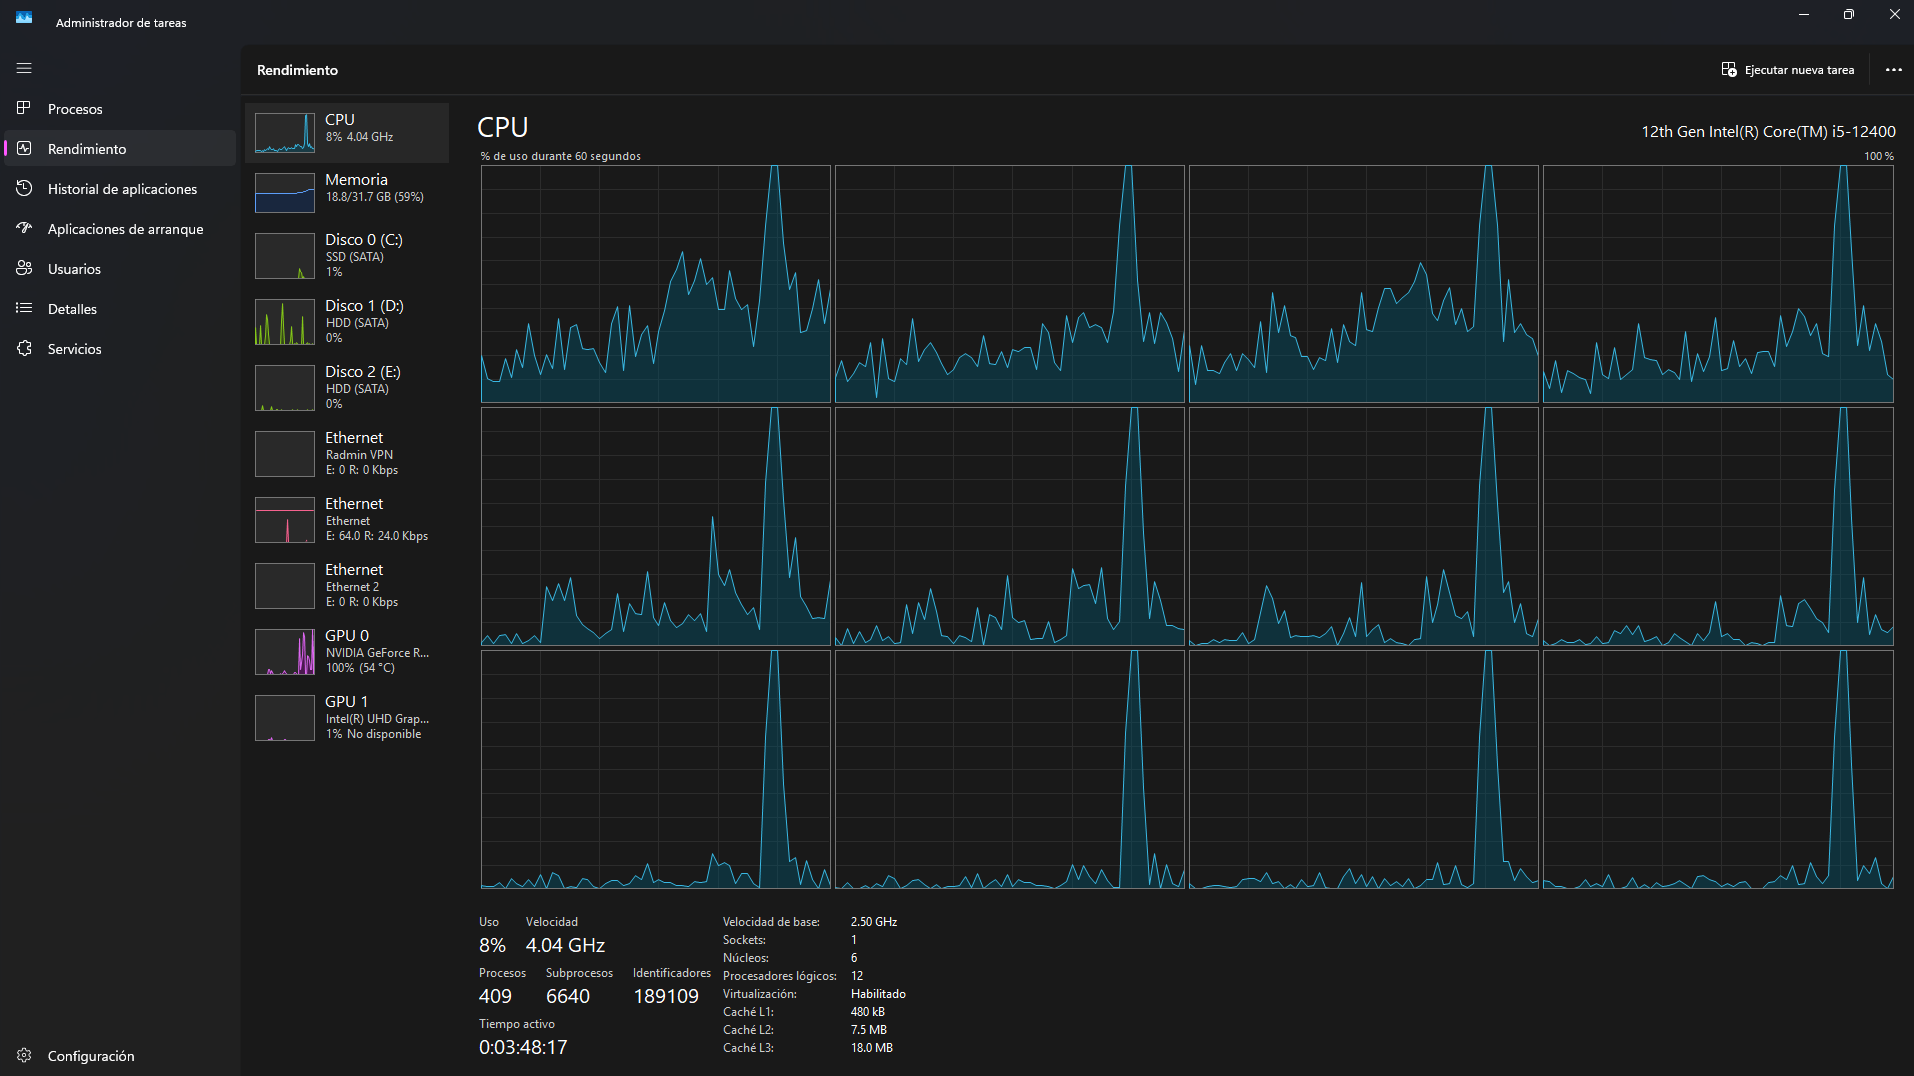 Administrador de tareas
Rendimiento
Ejecutar nueva tarea
Procesos
Rendimiento
Historial de aplicaciones
Aplicaciones de arranque
Usuarios
Detalles
Servicios
Configuración
CPU
8% 4.04 GHz
Memoria
18.8/31.7 GB (59%)
Disco 0 (C:)
SSD (SATA)
1%
Disco 1 (D:)
HDD (SATA)
0%
Disco 2 (E:)
HDD (SATA)
0%
Ethernet
Radmin VPN
E: 0 R: 0 Kbps
Ethernet
Ethernet
E: 64.0 R: 24.0 Kbps
Ethernet
Ethernet 2
E: 0 R: 0 Kbps
GPU 0
NVIDIA GeForce R...
100% (54 °C)
GPU 1
Intel(R) UHD Grap...
1% No disponible
CPU
12th Gen Intel(R) Core(TM) i5-12400
% de uso durante 60 segundos
100 %
Uso
8%
Velocidad
4.04 GHz
Procesos
409
Subprocesos
6640
Identificadores
189109
Tiempo activo
0:03:48:17
Velocidad de base: 2.50 GHz
Sockets: 1
Núcleos: 6
Procesadores lógicos: 12
Virtualización: Habilitado
Caché L1: 480 kB
Caché L2: 7.5 MB
Caché L3: 18.0 MB